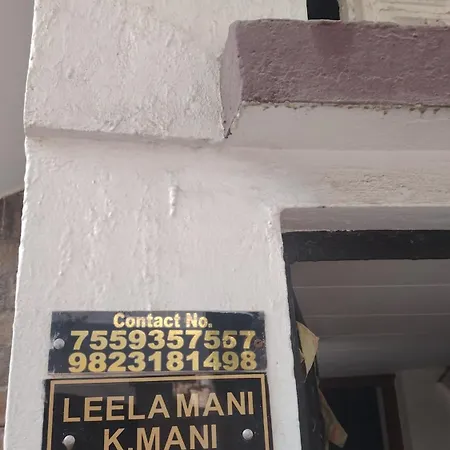 Contact No.
7559357557
9823181498
LEELA MANI
K.MANI